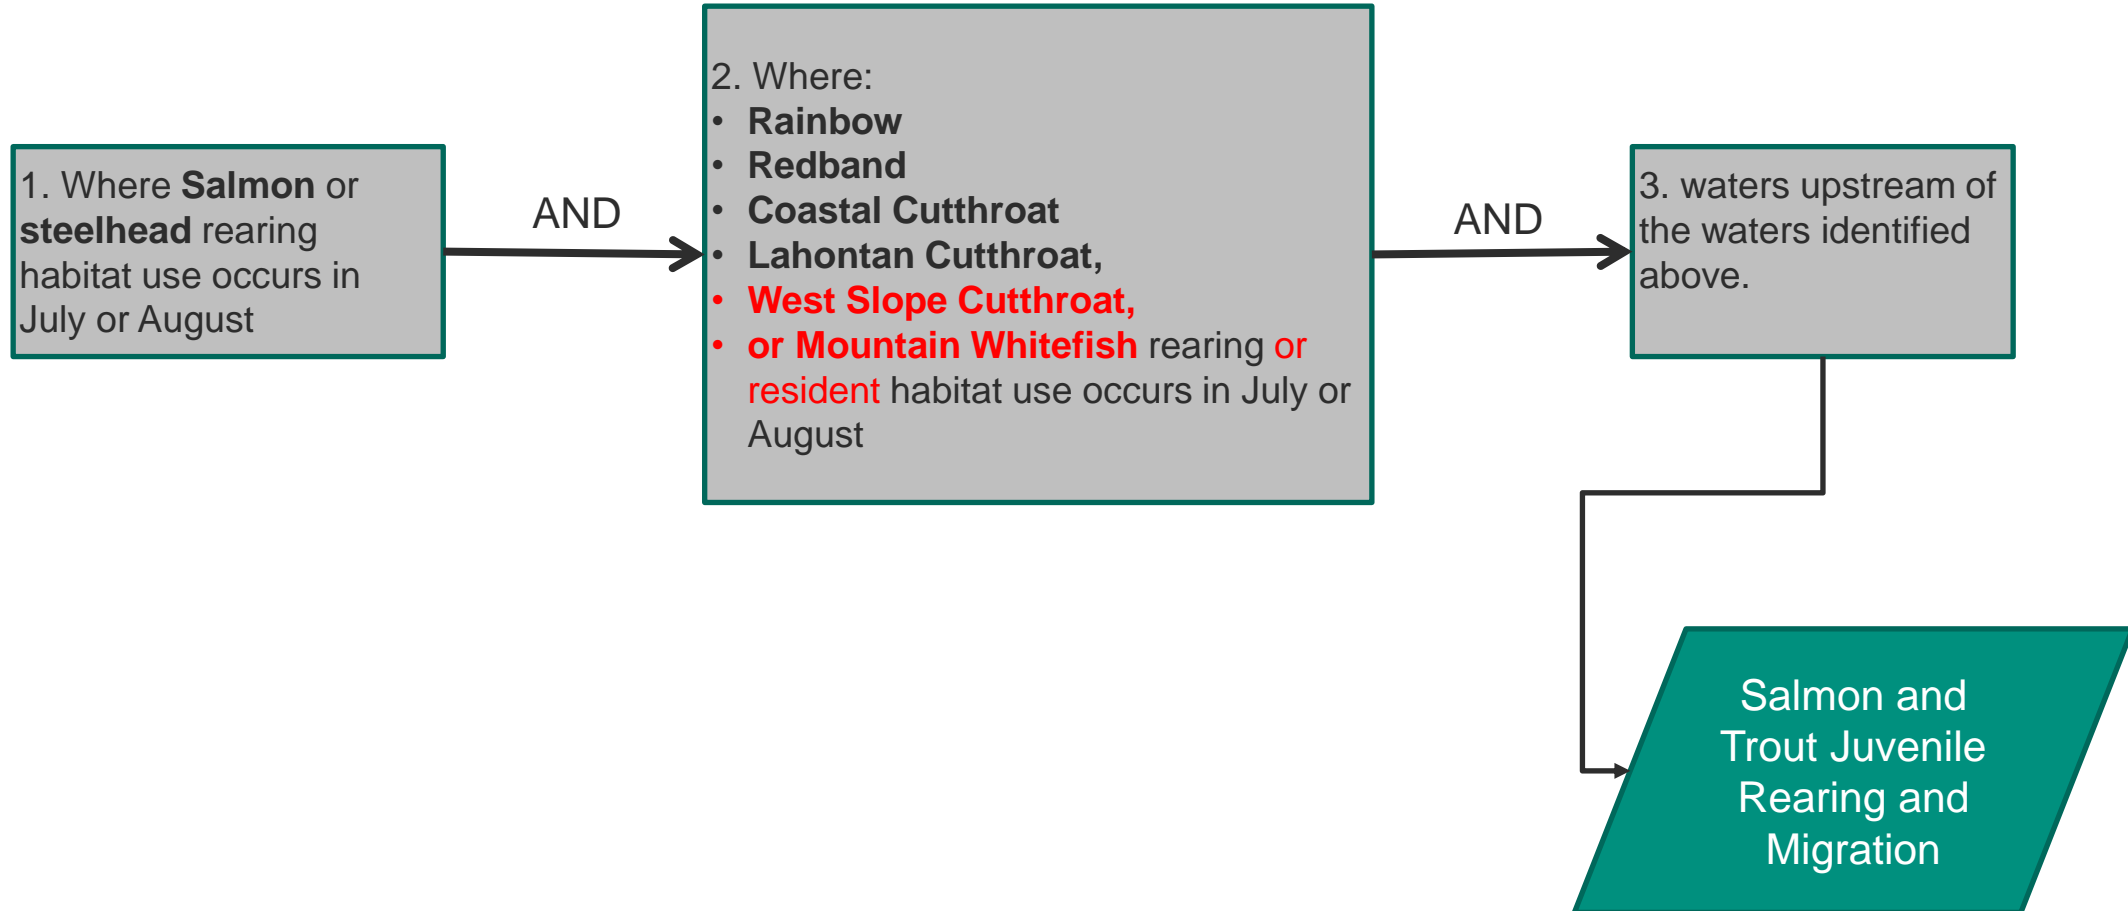 1. Where Salmon or
steelhead rearing
habitat use occurs in
July or August
AND
2. Where:
• Rainbow
• Redband
• Coastal Cutthroat
• Lahontan Cutthroat,
• West Slope Cutthroat,
• or Mountain Whitefish rearing or
resident habitat use occurs in July or
August
AND
3. waters upstream of
the waters identified
above.
Salmon and
Trout Juvenile
Rearing and
Migration